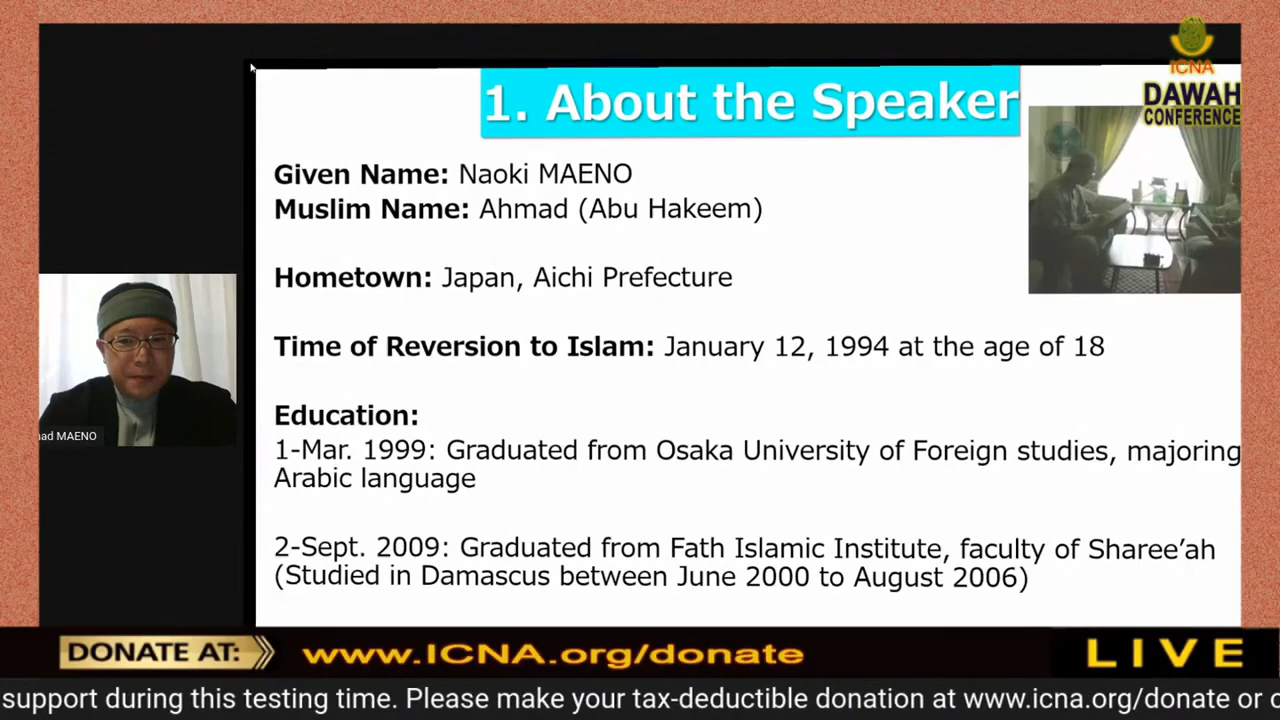 ICNA
DAWAH
CONFERENCE
1. About the Speaker
Given Name: Naoki MAENO
Muslim Name: Ahmad (Abu Hakeem)
Hometown: Japan, Aichi Prefecture
Time of Reversion to Islam: January 12, 1994 at the age of 18
Education:
1-Mar. 1999: Graduated from Osaka University of Foreign studies, majoring
Arabic language
2-Sept. 2009: Graduated from Fath Islamic Institute, faculty of Sharee’ah
(Studied in Damascus between June 2000 to August 2006)
ad MAENO
DONATE AT: www.ICNA.org/donate
LIVE
support during this testing time. Please make your tax-deductible donation at www.icna.org/donate or